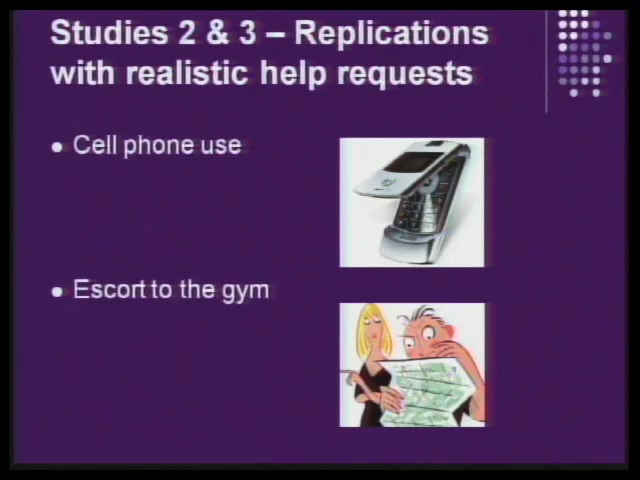 Studies 2 & 3 – Replications
with realistic help requests
Cell phone use
Escort to the gym